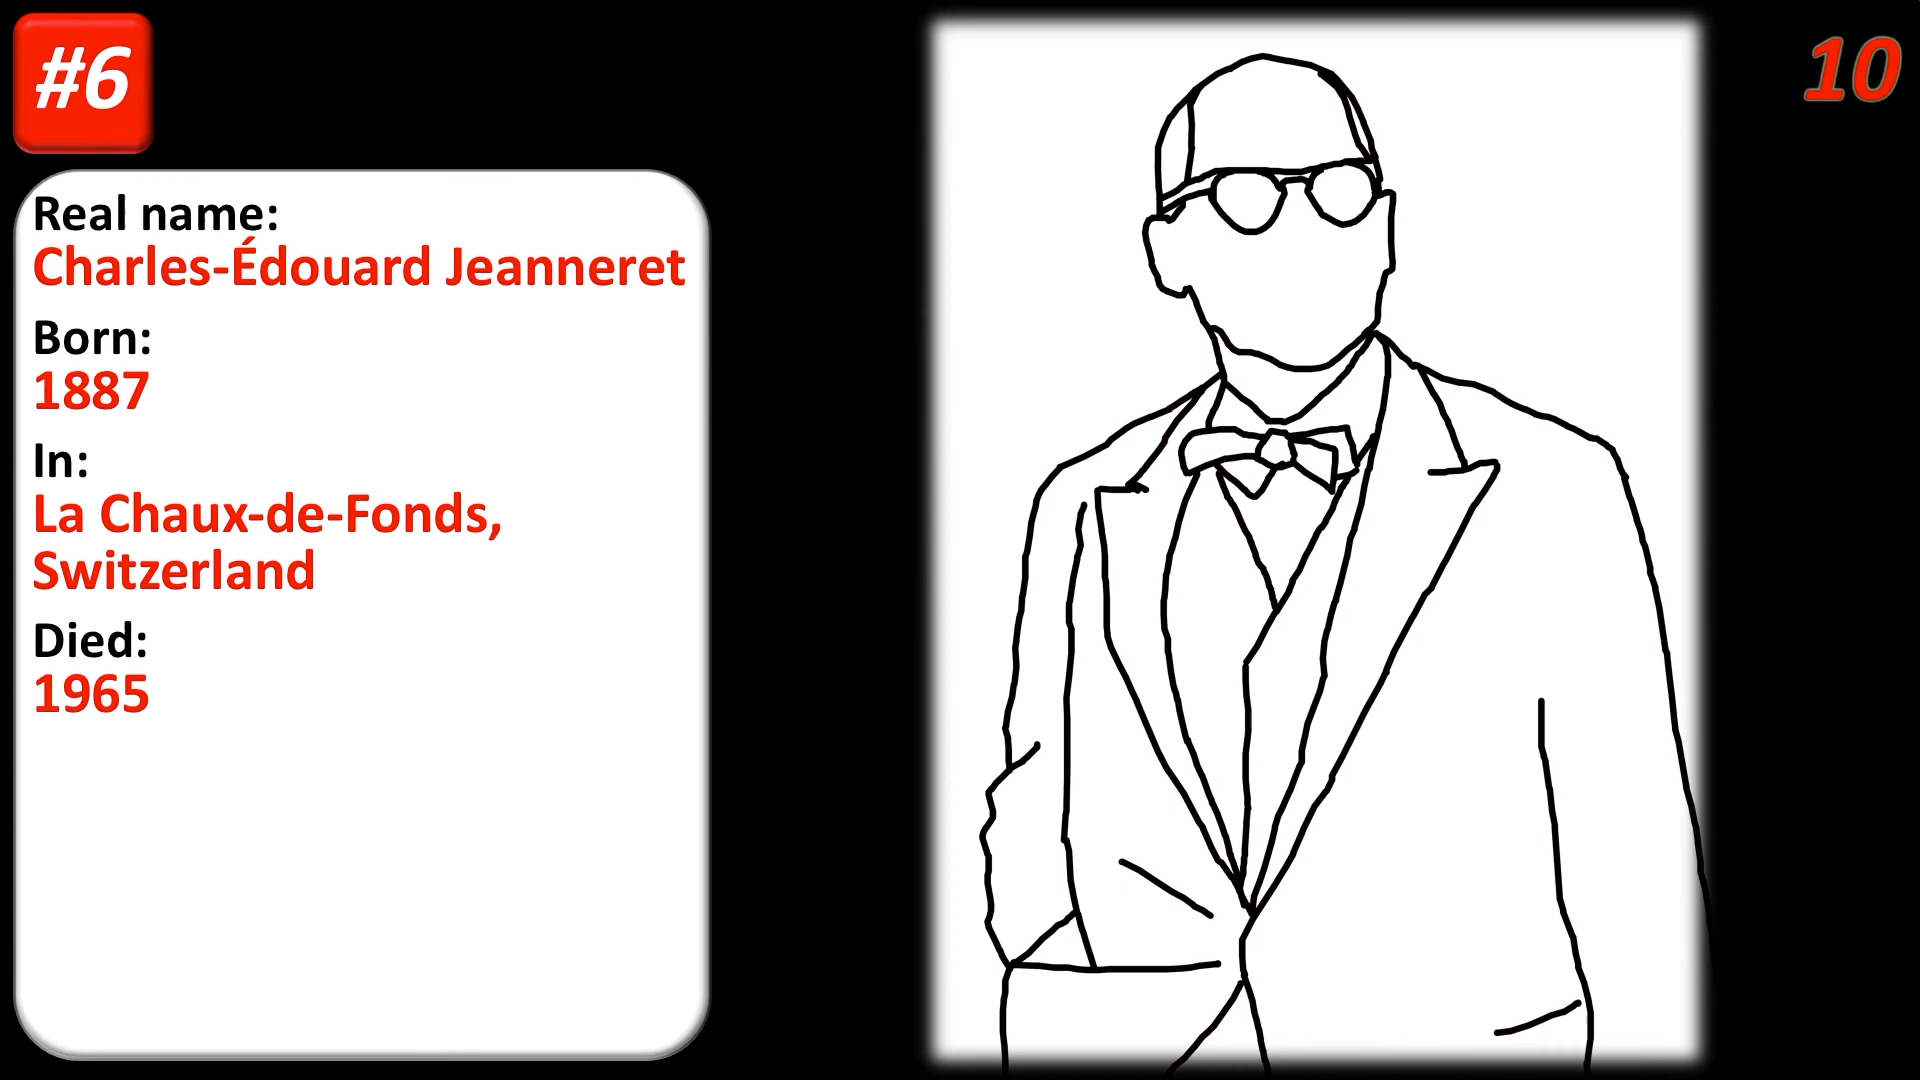 #6
10
Real name:
Charles-Édouard Jeanneret
Born:
1887
In:
La Chaux-de-Fonds,
Switzerland
Died:
1965